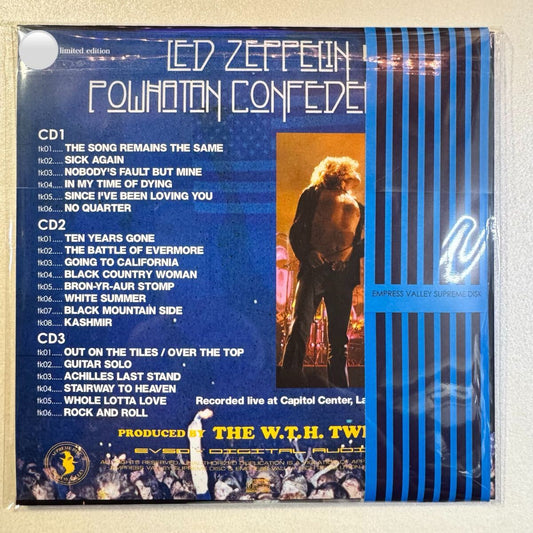 limited edition
LED ZEPPELIN
POWHATAN CONFEDE
CD1
tk01..... THE SONG REMAINS THE SAME
tk02..... SICK AGAIN
tk03..... NOBODY'S FAULT BUT MINE
tk04..... IN MY TIME OF DYING
tk05..... SINCE I'VE BEEN LOVING YOU
tk06..... NO QUARTER
CD2
tk01..... TEN YEARS GONE
tk02..... THE BATTLE OF EVERMORE
tk03..... GOING TO CALIFORNIA
tk04..... BLACK COUNTRY WOMAN
tk05..... BRON-YR-AUR STOMP
tk06..... WHITE SUMMER
tk07..... BLACK MOUNTAIN SIDE
tk08..... KASHMIR
EMPRESS VALLEY SUPREME DISK
CD3
tk01..... OUT ON THE TILES / OVER THE TOP
tk02..... GUITAR SOLO
tk03..... ACHILLES LAST STAND
tk04..... STAIRWAY TO HEAVEN
tk05..... WHOLE LOTTA LOVE
tk06..... ROCK AND ROLL
Recorded live at Capitol Center, La
PRODUCED BY THE W.T.H. TW
EVSD DIGITAL AUDI